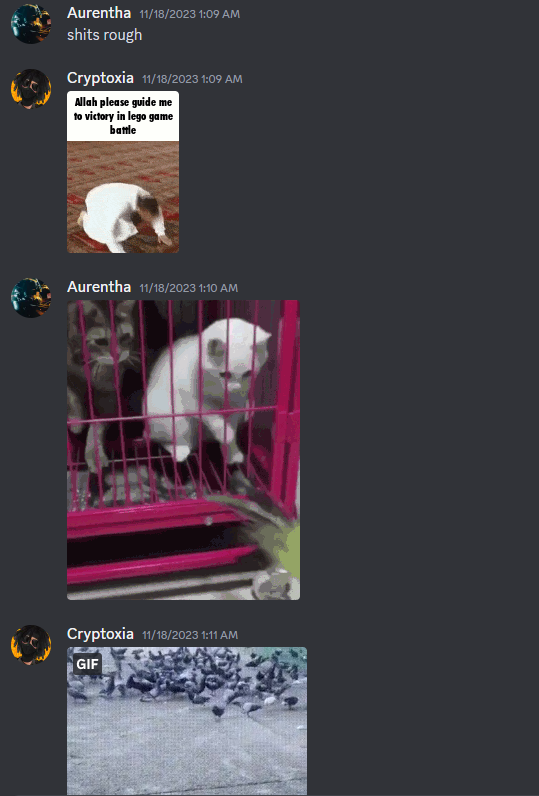 Aurentha 11/18/2023 1:09 AM
shits rough
Cryptoxia 11/18/2023 1:09 AM
Allah please guide me
to victory in lego game
battle
Aurentha 11/18/2023 1:10 AM
Cryptoxia 11/18/2023 1:11 AM
GIF